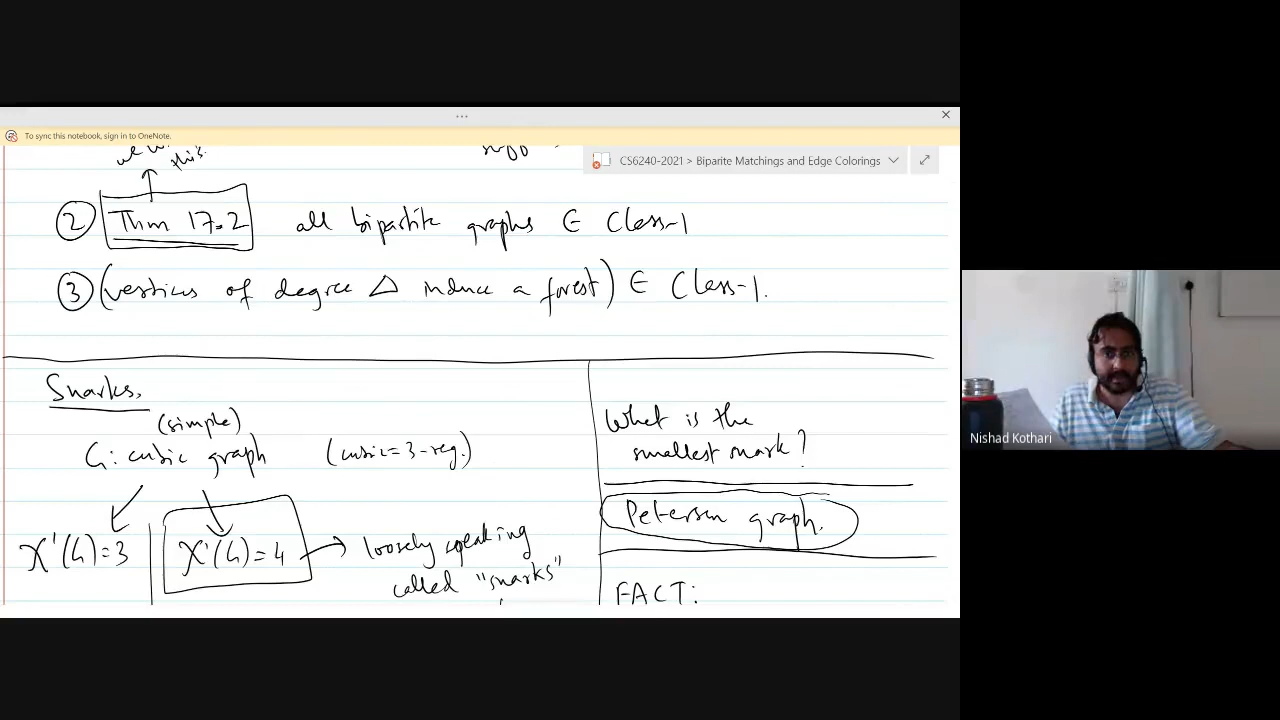 To sync this notebook, sign in to OneNote.
this.
CS6240-2021 > Biparite Matchings and Edge Colorings
② Thm 17.2 all bipartite graphs ∈ Class-1
③ (vertices of degree Δ induce a forest) ∈ Class-1.
Snarks.
(simple)
G: cubic graph (cubic = 3-reg.)
χ'(G)=3
χ'(G)=4
loosely speaking
called "snarks"
What is the
smallest snark?
Petersen graph.
FACT:
Nishad Kothari